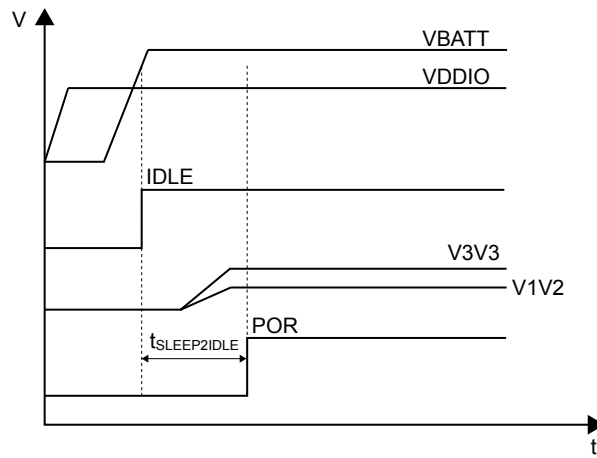 V
VBATT
VDDIO
IDLE
V3V3
V1V2
POR
tSLEEP2IDLE
t